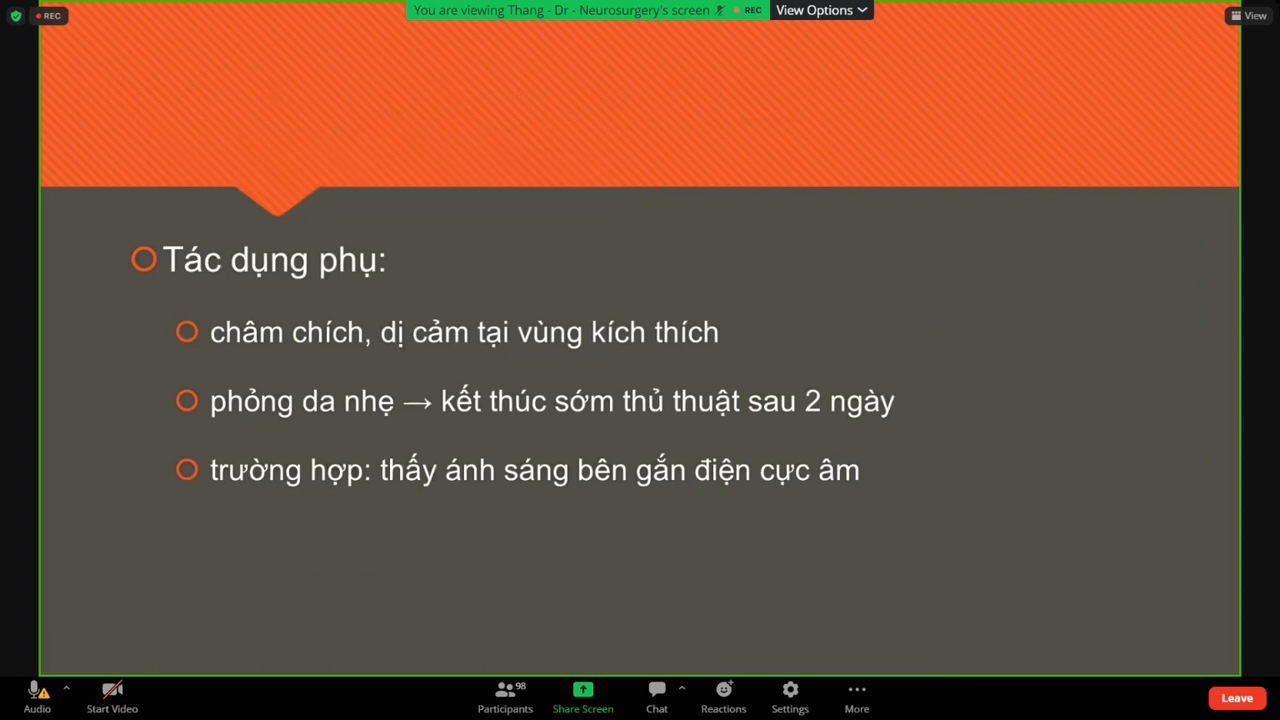 REC
You are viewing Thang - Dr - Neurosurgery's screen
REC
View Options
View
Tác dụng phụ:
châm chích, dị cảm tại vùng kích thích
phỏng da nhẹ → kết thúc sớm thủ thuật sau 2 ngày
trường hợp: thấy ánh sáng bên gắn điện cực âm
98
Audio
Start Video
Participants
Share Screen
Chat
Reactions
Settings
More
Leave